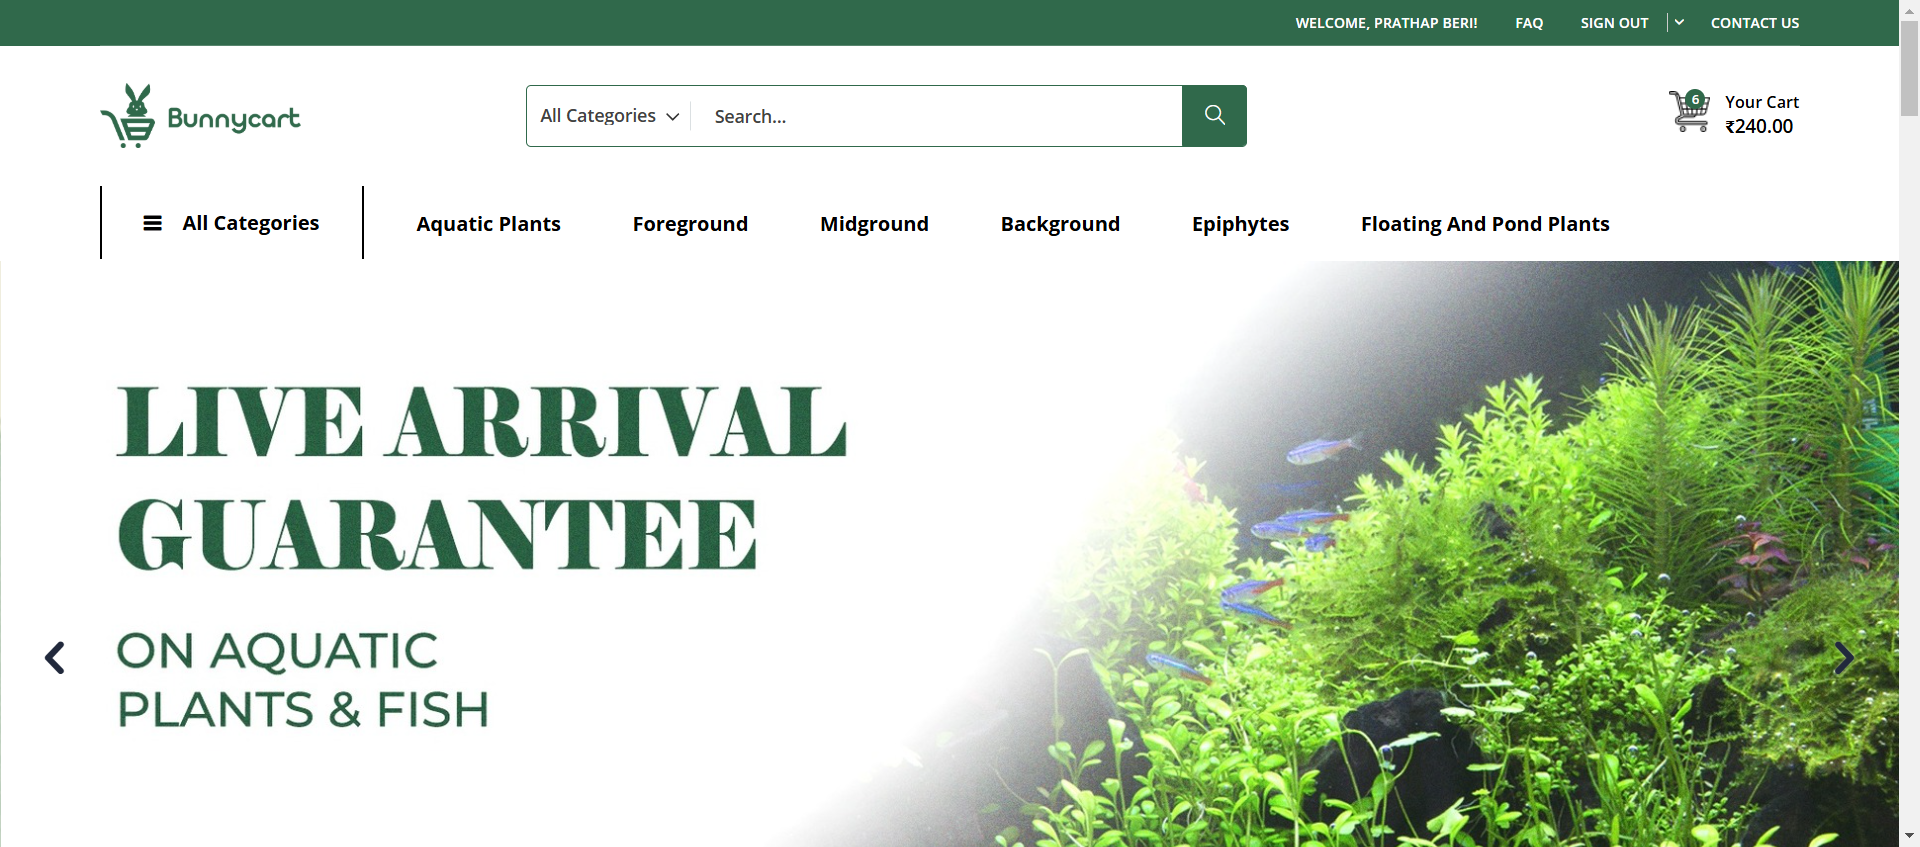 WELCOME, PRATHAP BERI! FAQ SIGN OUT CONTACT US
Bunnycart
All Categories Search...
6
Your Cart
₹240.00
All Categories Aquatic Plants Foreground Midground Background Epiphytes Floating And Pond Plants
LIVE ARRIVAL
GUARANTEE
ON AQUATIC
PLANTS & FISH